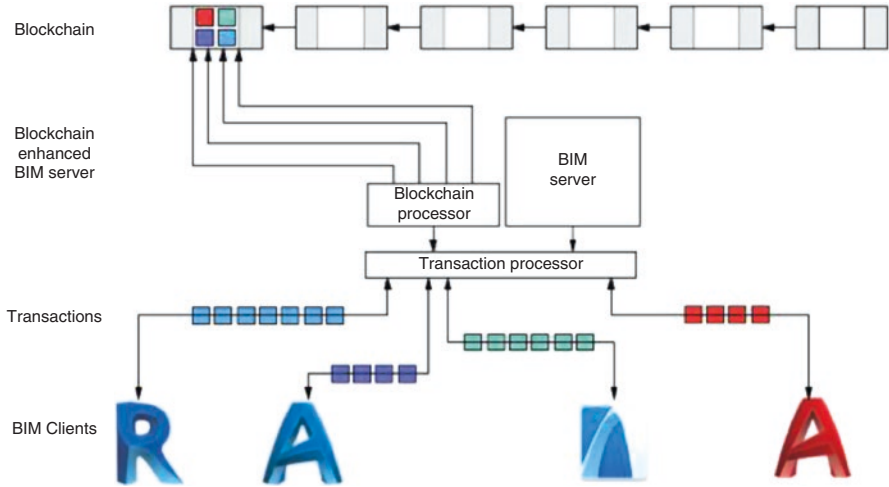 Blockchain
Blockchain
enhanced
BIM server
BIM
server
Blockchain
processor
Transaction processor
Transactions
BIM Clients
R
A
A